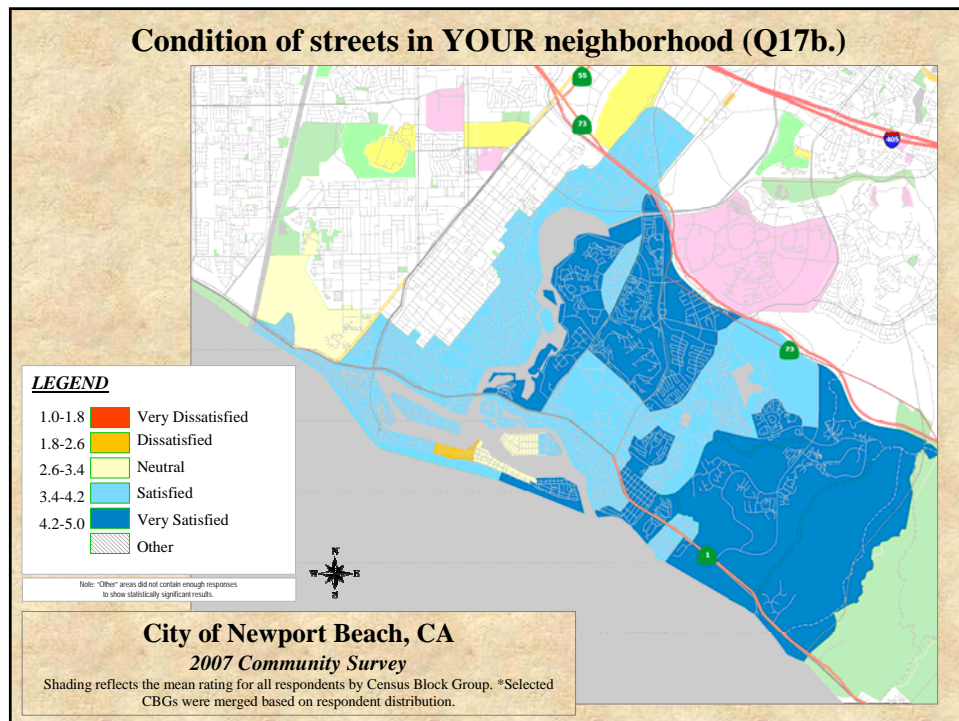 Condition of streets in YOUR neighborhood (Q17b.)
55
73
405
73
1
LEGEND
1.0-1.8 Very Dissatisfied
1.8-2.6 Dissatisfied
2.6-3.4 Neutral
3.4-4.2 Satisfied
4.2-5.0 Very Satisfied
Other
Note: "Other" areas did not contain enough responses
to show statistically significant results.
N
W E
S
City of Newport Beach, CA
2007 Community Survey
Shading reflects the mean rating for all respondents by Census Block Group. *Selected
CBGs were merged based on respondent distribution.